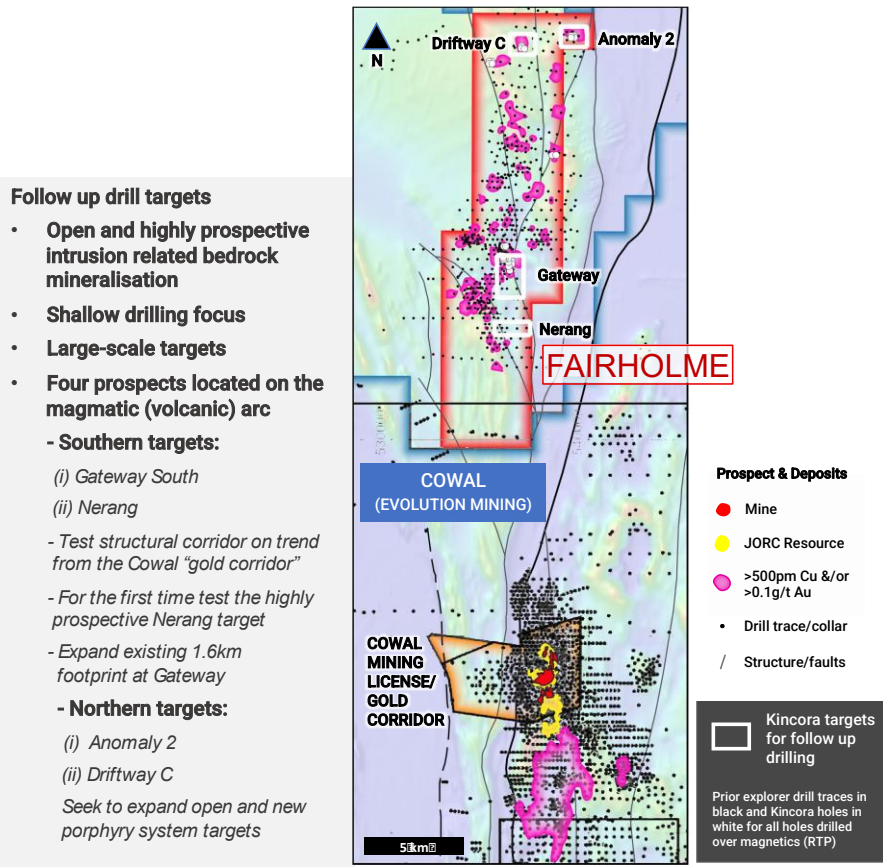 Follow up drill targets
• Open and highly prospective
intrusion related bedrock
mineralisation
• Shallow drilling focus
• Large-scale targets
• Four prospects located on the
magmatic (volcanic) arc
- Southern targets:
(i) Gateway South
(ii) Nerang
- Test structural corridor on trend
from the Cowal “gold corridor”
- For the first time test the highly
prospective Nerang target
- Expand existing 1.6km
footprint at Gateway
- Northern targets:
(i) Anomaly 2
(ii) Driftway C
Seek to expand open and new
porphyry system targets
N
Driftway C
Anomaly 2
Gateway
Nerang
FAIRHOLME
COWAL
(EVOLUTION MINING)
COWAL
MINING
LICENSE/
GOLD
CORRIDOR
Prospect & Deposits
Mine
JORC Resource
>500pm Cu &/or
>0.1g/t Au
Drill trace/collar
Structure/faults
Kincora targets
for follow up
drilling
Prior explorer drill traces in
black and Kincora holes in
white for all holes drilled
over magnetics (RTP)